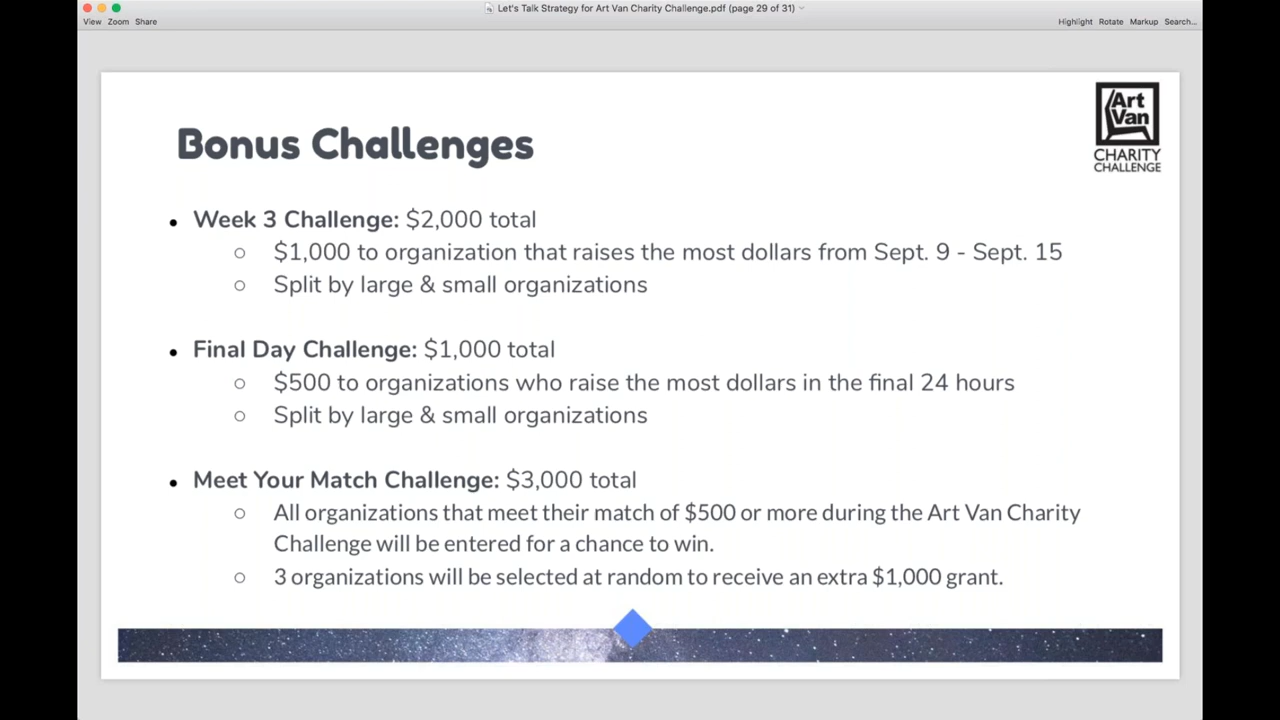 Let's Talk Strategy for Art Van Charity Challenge.pdf (page 29 of 31)
View Zoom Share
Highlight Rotate Markup Search...
Art
Van
CHARITY
CHALLENGE
Bonus Challenges
• Week 3 Challenge: $2,000 total
○ $1,000 to organization that raises the most dollars from Sept. 9 - Sept. 15
○ Split by large & small organizations
• Final Day Challenge: $1,000 total
○ $500 to organizations who raise the most dollars in the final 24 hours
○ Split by large & small organizations
• Meet Your Match Challenge: $3,000 total
○ All organizations that meet their match of $500 or more during the Art Van Charity
Challenge will be entered for a chance to win.
○ 3 organizations will be selected at random to receive an extra $1,000 grant.